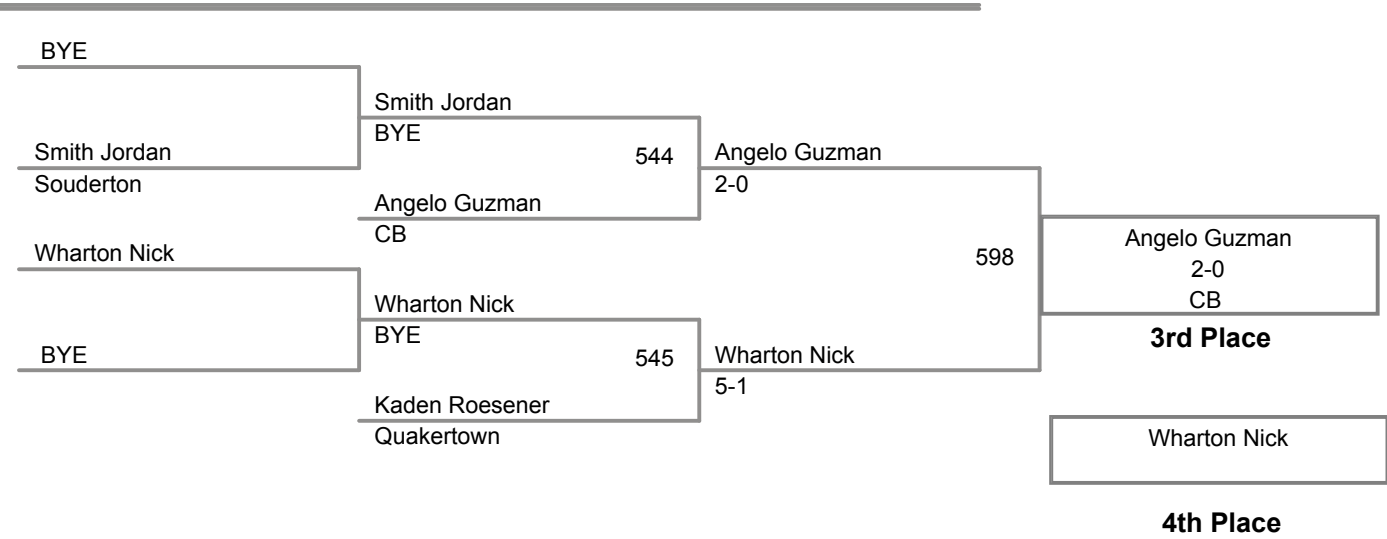 BYE
Smith Jordan
Souderton
Wharton Nick
BYE
Smith Jordan
BYE
544
Angelo Guzman
CB
Wharton Nick
BYE
545
Kaden Roesener
Quakertown
Angelo Guzman
2-0
598
Wharton Nick
5-1
Angelo Guzman
2-0
CB
3rd Place
Wharton Nick
4th Place